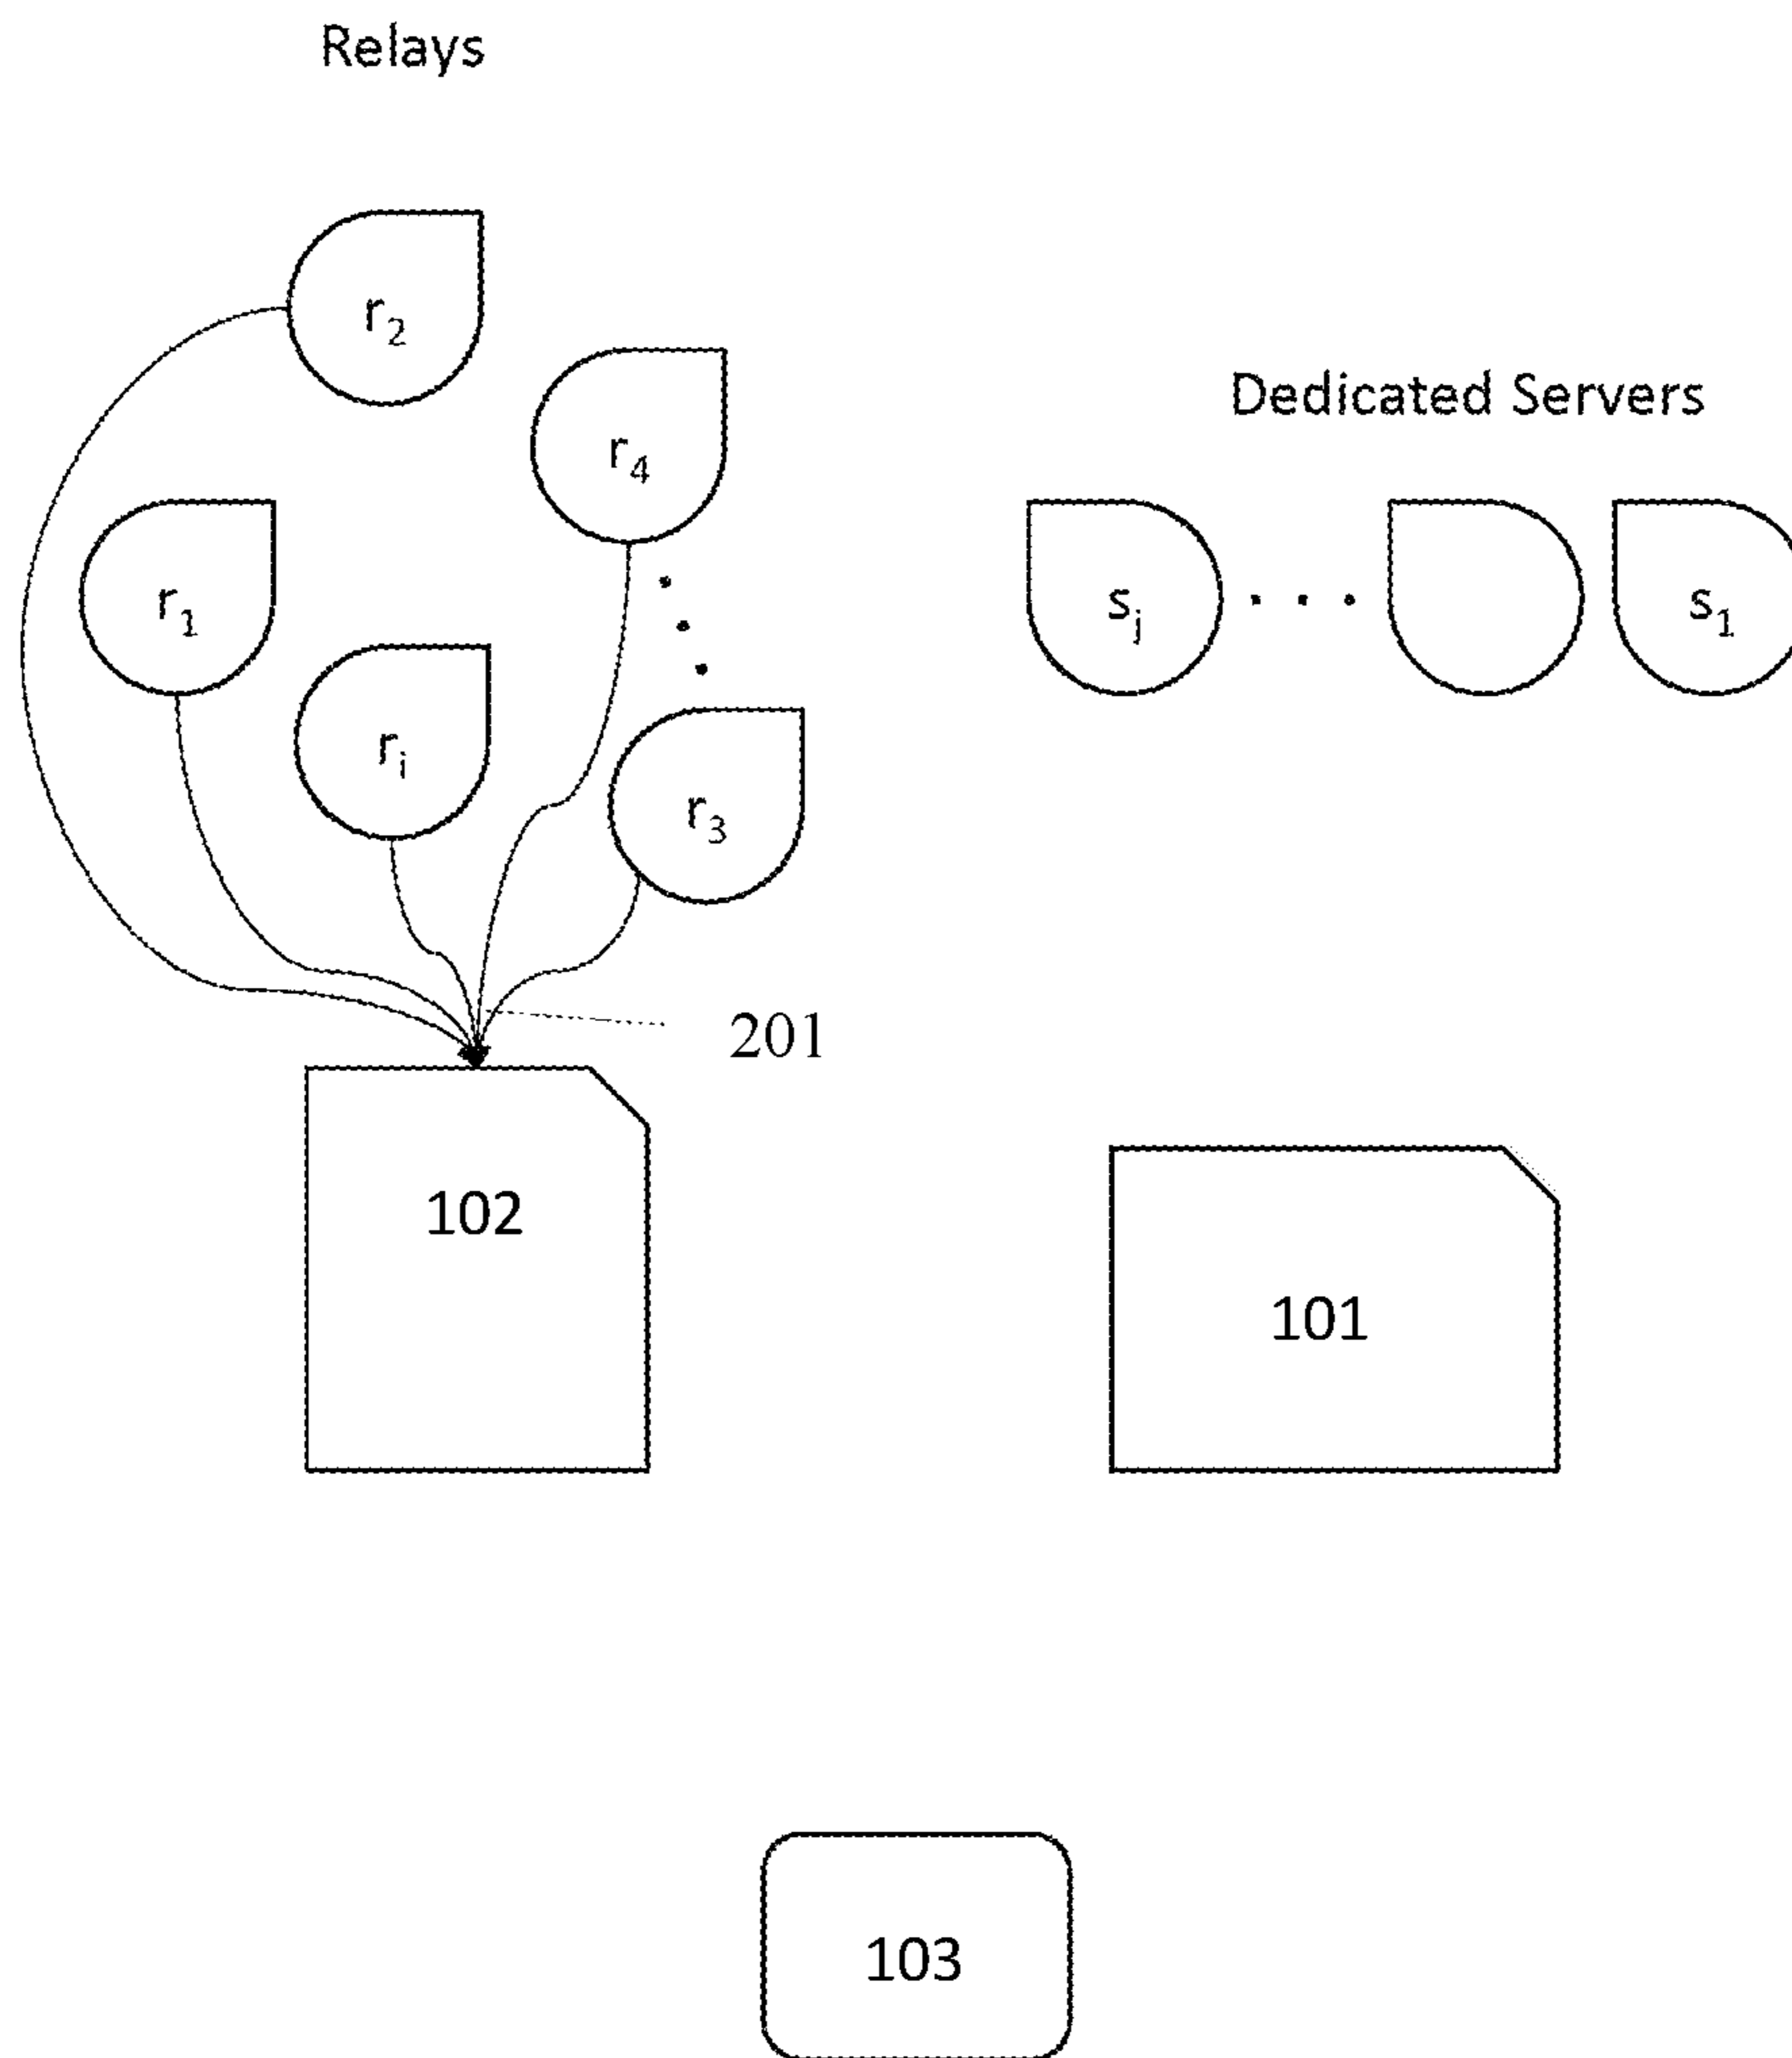 Relays
r2
r4
Dedicated Servers
r1
sj
. . .
s1
ri
r3
201
102
101
103